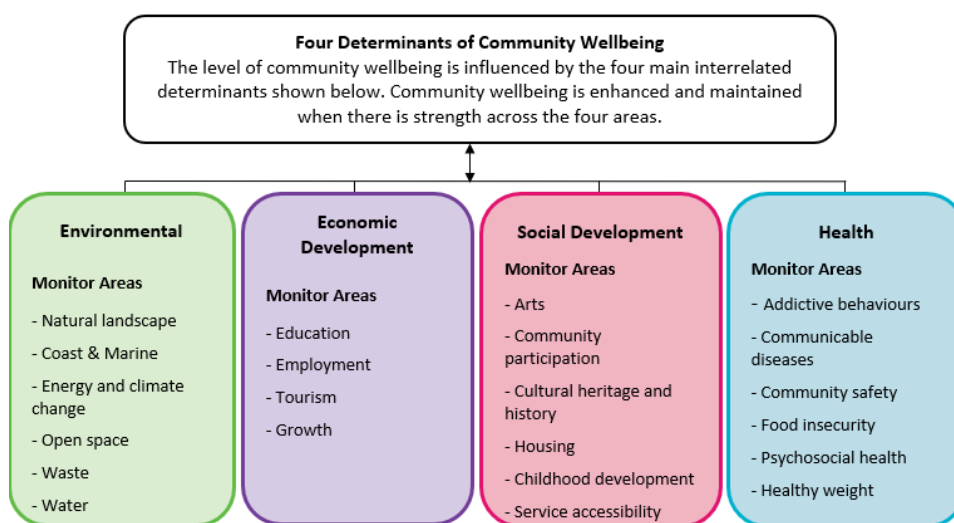 Four Determinants of Community Wellbeing
The level of community wellbeing is influenced by the four main interrelated
determinants shown below. Community wellbeing is enhanced and maintained
when there is strength across the four areas.
Environmental
Monitor Areas
- Natural landscape
- Coast & Marine
- Energy and climate
change
- Open space
- Waste
- Water
Economic
Development
Monitor Areas
- Education
- Employment
- Tourism
- Growth
Social Development
Monitor Areas
- Arts
- Community
participation
- Cultural heritage and
history
- Housing
- Childhood development
- Service accessibility
Health
Monitor Areas
- Addictive behaviours
- Communicable
diseases
- Community safety
- Food insecurity
- Psychosocial health
- Healthy weight